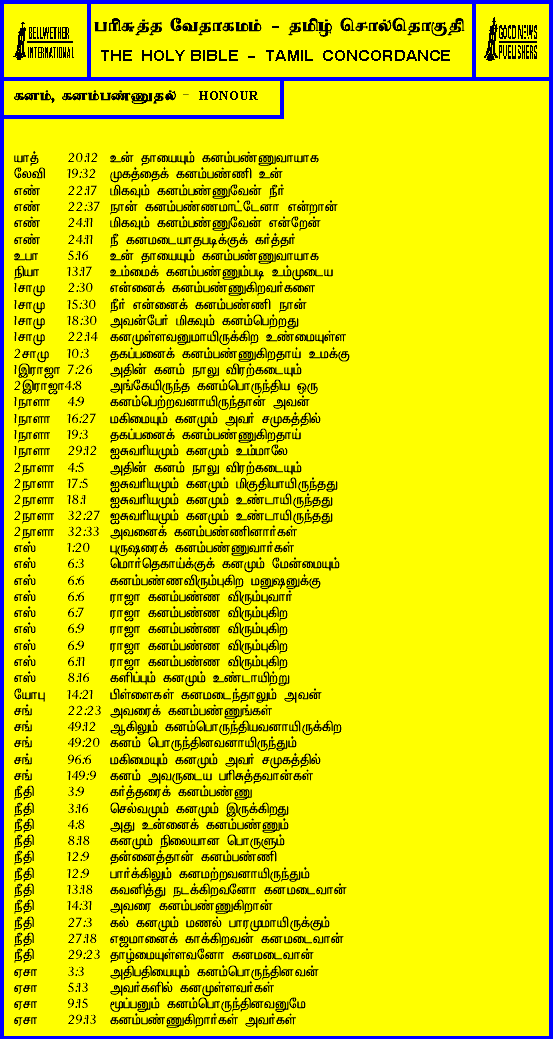 BELLWETHER
INTERNATIONAL
பரிசுத்த வேதாகமம் - தமிழ் சொல்தொகுதி
THE HOLY BIBLE - TAMIL CONCORDANCE
GOOD NEWS
PUBLISHERS
கனம், கனம்பண்ணுதல் - HONOUR
யாத் 20:12 உன் தாயையும் கனம்பண்ணுவாயாக
லேவி 19:32 முகத்தைக் கனம்பண்ணி உன்
எண் 22:17 மிகவும் கனம்பண்ணுவேன் நீர்
எண் 22:37 நான் கனம்பண்ணமாட்டேனா என்றான்
எண் 24:11 மிகவும் கனம்பண்ணுவேன் என்றேன்
எண் 24:11 நீ கனமடையாதபடிக்குக் கர்த்தர்
உபா 5:16 உன் தாயையும் கனம்பண்ணுவாயாக
நியா 13:17 உம்மைக் கனம்பண்ணும்படி உம்முடைய
1சாமு 2:30 என்னைக் கனம்பண்ணுகிறவர்களை
1சாமு 15:30 நீர் என்னைக் கனம்பண்ணி நான்
1சாமு 18:30 அவன்பேர் மிகவும் கனம்பெற்றது
1சாமு 22:14 கனமுள்ளவனுமாயிருக்கிற உண்மையுள்ள
2சாமு 10:3 தகப்பனைக் கனம்பண்ணுகிறதாய் உமக்கு
1இராஜா 7:26 அதின் கனம் நாலு விரற்கடையும்
2இராஜா 4:8 அங்கேயிருந்த கனம்பொருந்திய ஒரு
1நாளா 4:9 கனம்பெற்றவனாயிருந்தான் அவன்
1நாளா 16:27 மகிமையும் கனமும் அவர் சமுகத்தில்
1நாளா 19:3 தகப்பனைக் கனம்பண்ணுகிறதாய்
1நாளா 29:12 ஐசுவரியமும் கனமும் உம்மாலே
2நாளா 4:5 அதின் கனம் நாலு விரற்கடையும்
2நாளா 17:5 ஐசுவரியமும் கனமும் மிகுதியாயிருந்தது
2நாளா 18:1 ஐசுவரியமும் கனமும் உண்டாயிருந்தது
2நாளா 32:27 ஐசுவரியமும் கனமும் உண்டாயிருந்தது
2நாளா 32:33 அவனைக் கனம்பண்ணினார்கள்
எஸ் 1:20 புருஷரைக் கனம்பண்ணுவார்கள்
எஸ் 6:3 மொர்தெகாய்க்குக் கனமும் மேன்மையும்
எஸ் 6:6 கனம்பண்ணவிரும்புகிற மனுஷனுக்கு
எஸ் 6:6 ராஜா கனம்பண்ண விரும்புவார்
எஸ் 6:7 ராஜா கனம்பண்ண விரும்புகிற
எஸ் 6:9 ராஜா கனம்பண்ண விரும்புகிற
எஸ் 6:9 ராஜா கனம்பண்ண விரும்புகிற
எஸ் 6:11 ராஜா கனம்பண்ண விரும்புகிற
எஸ் 8:16 களிப்பும் கனமும் உண்டாயிற்று
யோபு 14:21 பிள்ளைகள் கனமடைந்தாலும் அவன்
சங் 22:23 அவரைக் கனம்பண்ணுங்கள்
சங் 49:12 ஆகிலும் கனம்பொருந்தியவனாயிருக்கிற
சங் 49:20 கனம் பொருந்தினவனாயிருந்தும்
சங் 96:6 மகிமையும் கனமும் அவர் சமுகத்தில்
சங் 149:9 கனம் அவருடைய பரிசுத்தவான்கள்
நீதி 3:9 கர்த்தரைக் கனம்பண்ணு
நீதி 3:16 செல்வமும் கனமும் இருக்கிறது
நீதி 4:8 அது உன்னைக் கனம்பண்ணும்
நீதி 8:18 கனமும் நிலையான பொருளும்
நீதி 12:9 தன்னைத்தான் கனம்பண்ணி
நீதி 12:9 பார்க்கிலும் கனமற்றவனாயிருந்தும்
நீதி 13:18 கவனித்து நடக்கிறவனோ கனமடைவான்
நீதி 14:31 அவரை கனம்பண்ணுகிறான்
நீதி 27:3 கல் கனமும் மணல் பாரமுமாயிருக்கும்
நீதி 27:18 எஜமானைக் காக்கிறவன் கனமடைவான்
நீதி 29:23 தாழ்மையுள்ளவனோ கனமடைவான்
ஏசா 3:3 அதிபதியையும் கனம்பொருந்தினவன்
ஏசா 5:13 அவர்களில் கனமுள்ளவர்கள்
ஏசா 9:15 மூப்பனும் கனம்பொருந்தினவனுமே
ஏசா 29:13 கனம்பண்ணுகிறார்கள் அவர்கள்